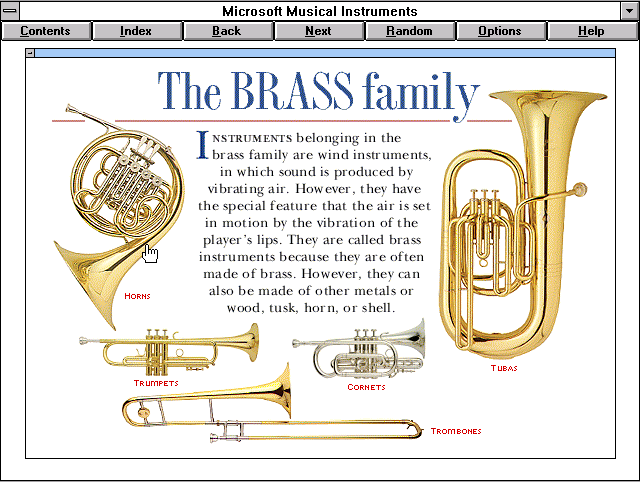 Microsoft Musical Instruments
Contents Index Back Next Random Options Help
The BRASS family
INSTRUMENTS belonging in the
brass family are wind instruments,
in which sound is produced by
vibrating air. However, they have
the special feature that the air is set
in motion by the vibration of the
player's lips. They are called brass
instruments because they are often
made of brass. However, they can
also be made of other metals or
wood, tusk, horn, or shell.
HORNS
TRUMPETS
CORNETS
TUBAS
TROMBONES